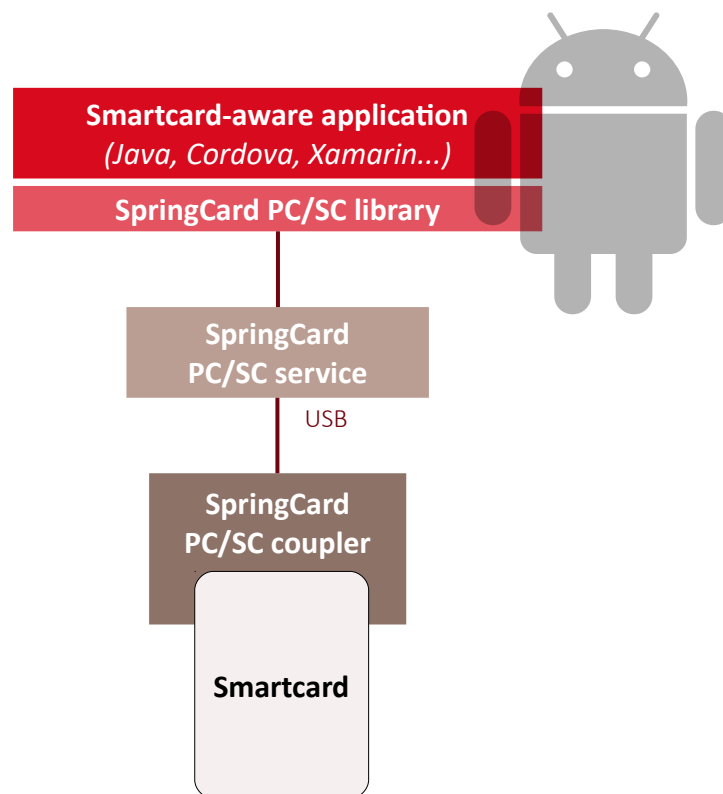 Smartcard-aware application
(Java, Cordova, Xamarin...)
SpringCard PC/SC library
SpringCard
PC/SC service
USB
SpringCard
PC/SC coupler
Smartcard